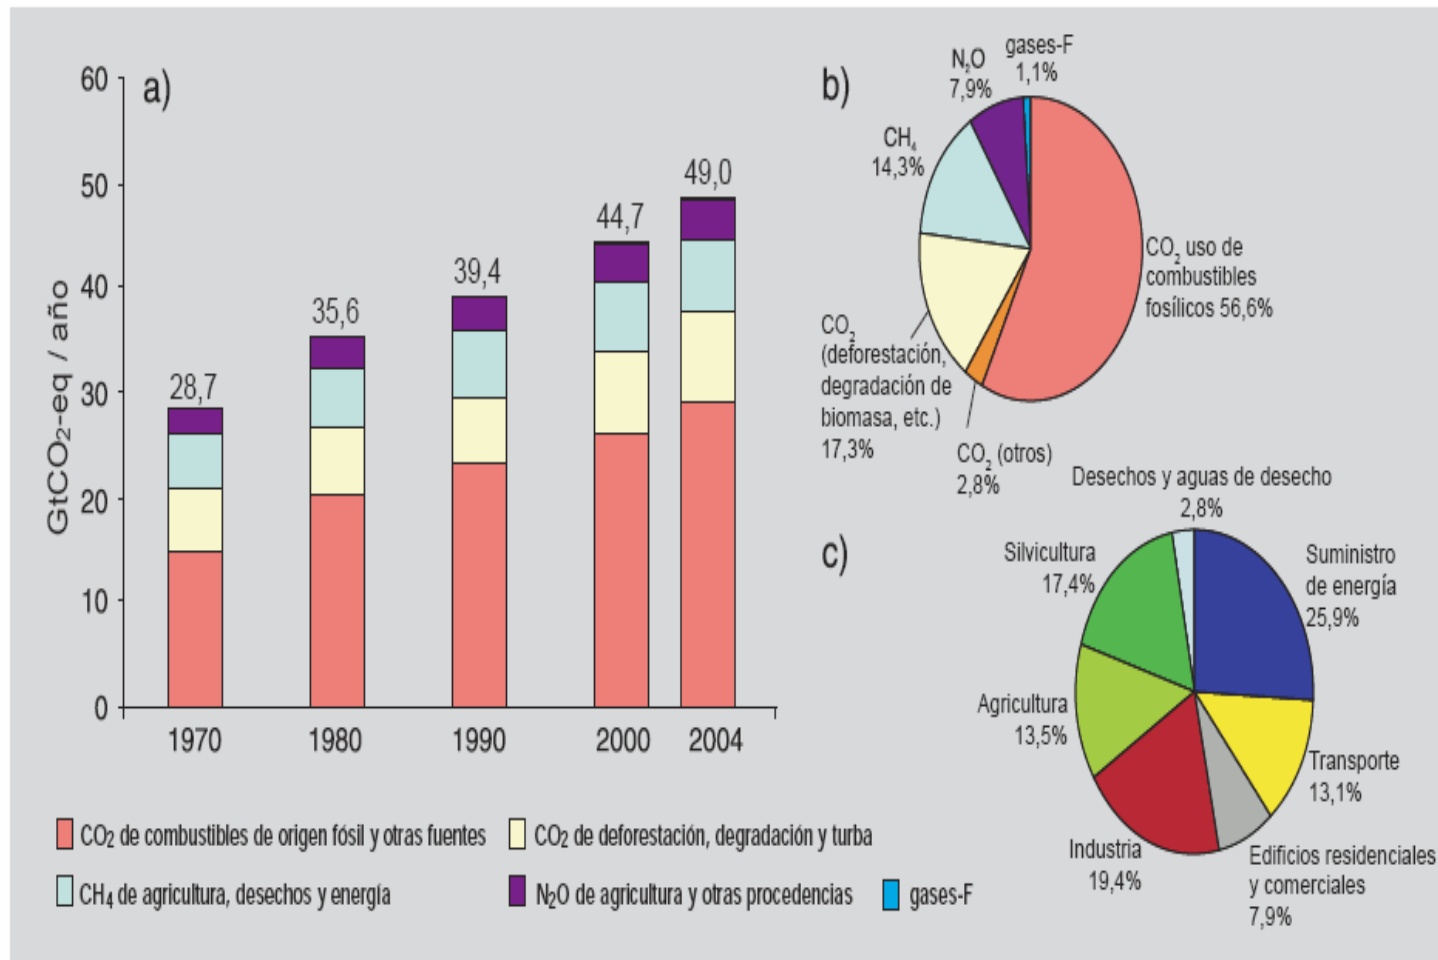 a)
GtCO₂-eq / año
60
50
40
30
20
10
0
28,7
35,6
39,4
44,7
49,0
1970
1980
1990
2000
2004
b)
gases-F
1,1%
N₂O
7,9%
CH₄
14,3%
CO₂ uso de
combustibles
fosílicos 56,6%
CO₂
(deforestación,
degradación de
biomasa, etc.)
17,3%
CO₂ (otros)
2,8%
c)
Desechos y aguas de desecho
2,8%
Silvicultura
17,4%
Suministro
de energía
25,9%
Agricultura
13,5%
Transporte
13,1%
Industria
19,4%
Edificios residenciales
y comerciales
7,9%
CO₂ de combustibles de origen fósil y otras fuentes
CO₂ de deforestación, degradación y turba
CH₄ de agricultura, desechos y energía
N₂O de agricultura y otras procedencias
gases-F